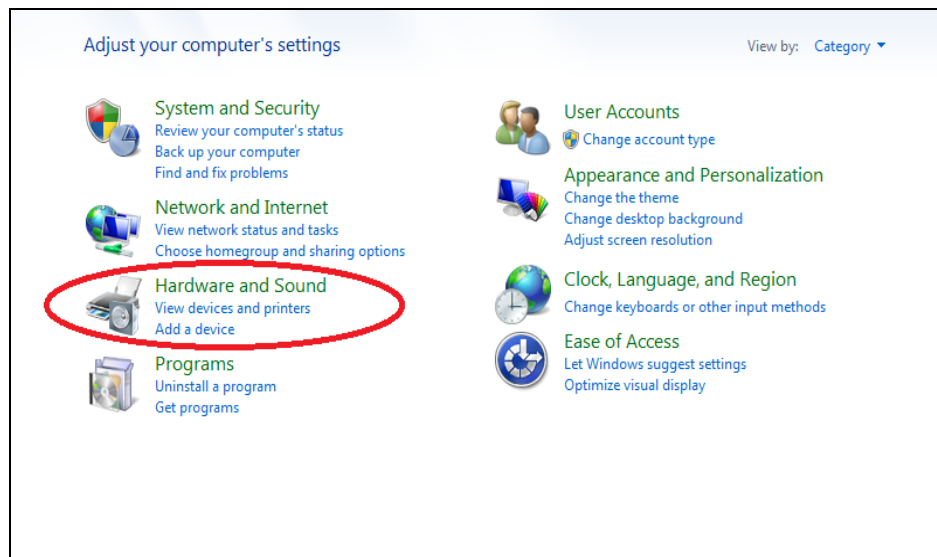 Adjust your computer's settings
View by: Category
System and Security
Review your computer's status
Back up your computer
Find and fix problems
Network and Internet
View network status and tasks
Choose homegroup and sharing options
Hardware and Sound
View devices and printers
Add a device
Programs
Uninstall a program
Get programs
User Accounts
Change account type
Appearance and Personalization
Change the theme
Change desktop background
Adjust screen resolution
Clock, Language, and Region
Change keyboards or other input methods
Ease of Access
Let Windows suggest settings
Optimize visual display